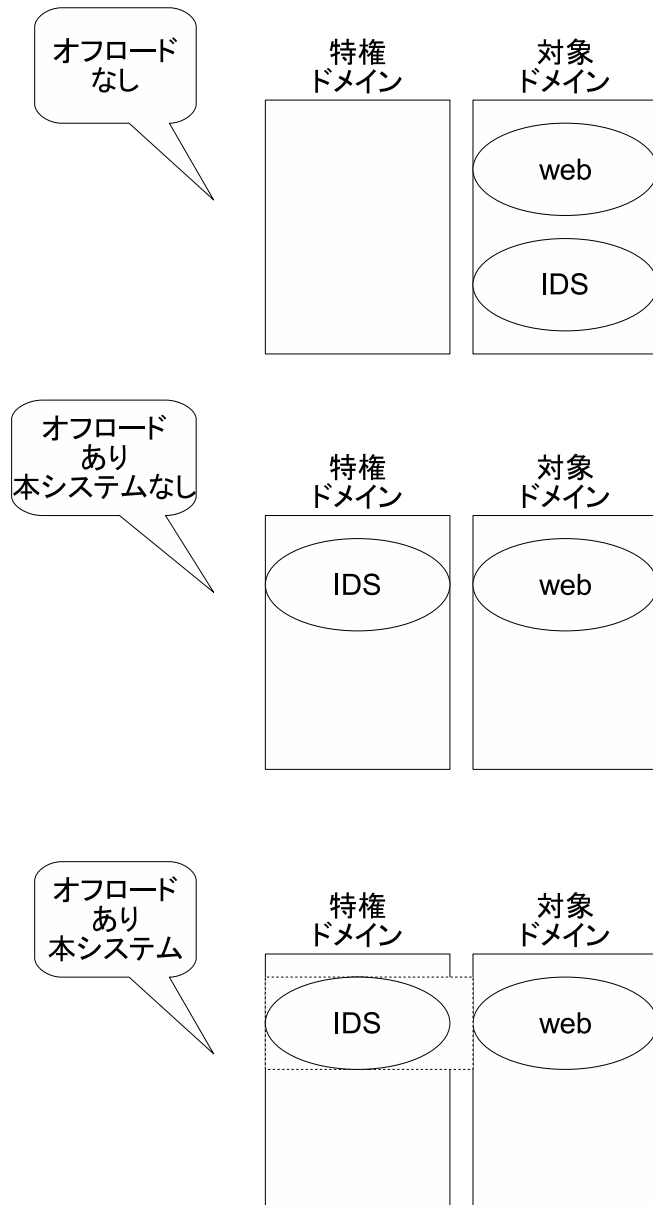 オフロード
なし
特権
ドメイン
対象
ドメイン
web
IDS
オフロード
あり
本システムなし
特権
ドメイン
対象
ドメイン
IDS
web
オフロード
あり
本システム
特権
ドメイン
対象
ドメイン
IDS
web